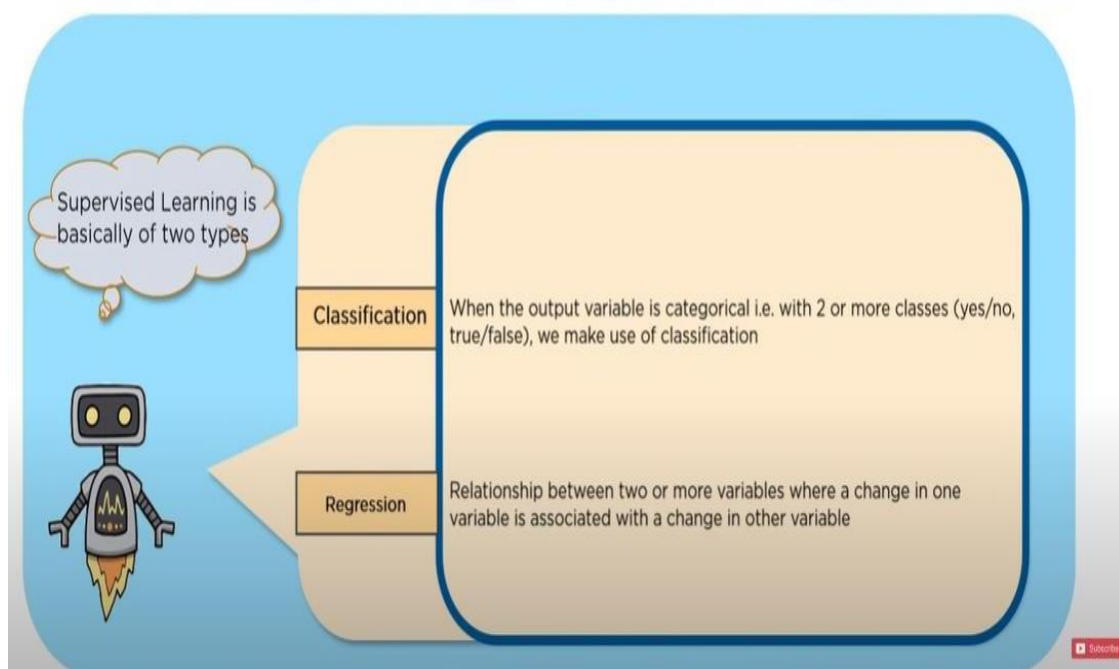 Supervised Learning is
basically of two types
Classification
When the output variable is categorical i.e. with 2 or more classes (yes/no,
true/false), we make use of classification
Regression
Relationship between two or more variables where a change in one
variable is associated with a change in other variable
Subscribe